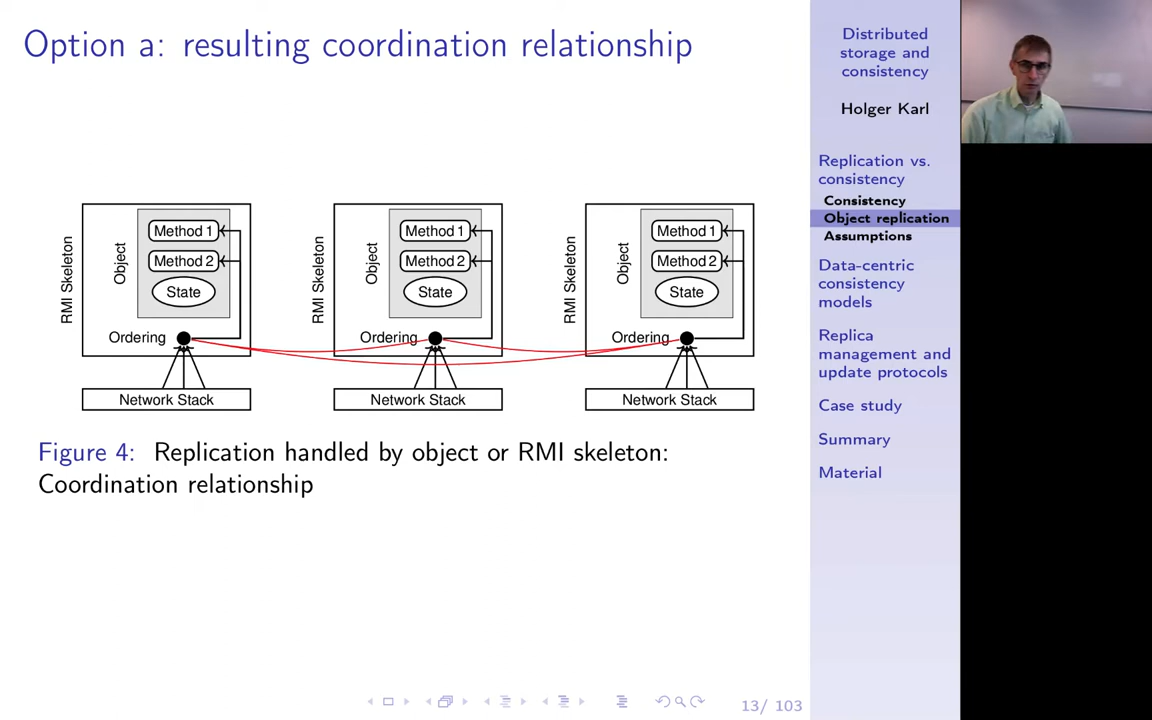 Option a: resulting coordination relationship
RMI Skeleton
Object
Method 1
Method 2
State
Ordering
Network Stack
RMI Skeleton
Object
Method 1
Method 2
State
Ordering
Network Stack
RMI Skeleton
Object
Method 1
Method 2
State
Ordering
Network Stack
Figure 4: Replication handled by object or RMI skeleton:
Coordination relationship
13/ 103
Distributed
storage and
consistency
Holger Karl
Replication vs.
consistency
Consistency
Object replication
Assumptions
Data-centric
consistency
models
Replica
management and
update protocols
Case study
Summary
Material